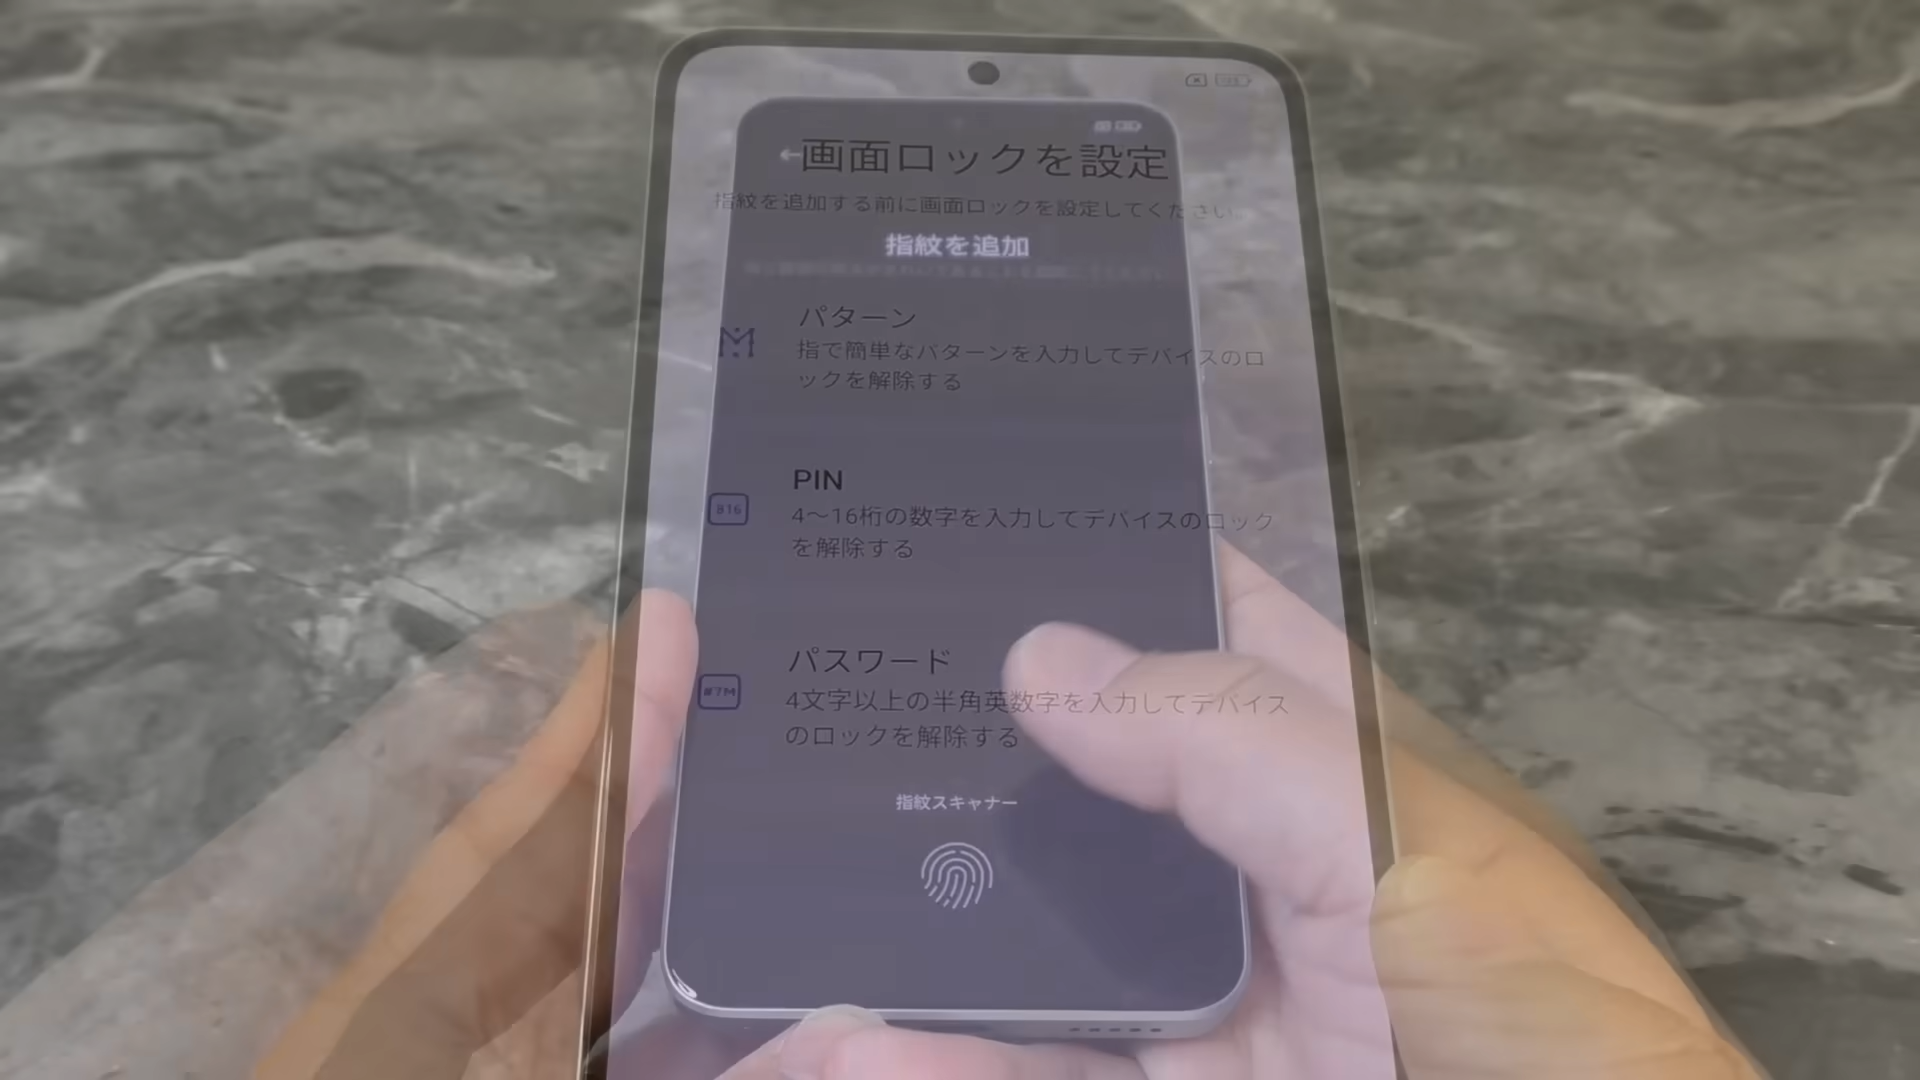 ←画面ロックを設定
指紋を追加する前に画面ロックを設定してください
指紋を追加
パターン
指で簡単なパターンを入力してデバイスのロ
ックを解除する
PIN
816
4～16桁の数字を入力してデバイスのロック
を解除する
パスワード
#7M
4文字以上の半角英数字を入力してデバイス
のロックを解除する
指紋スキャナー